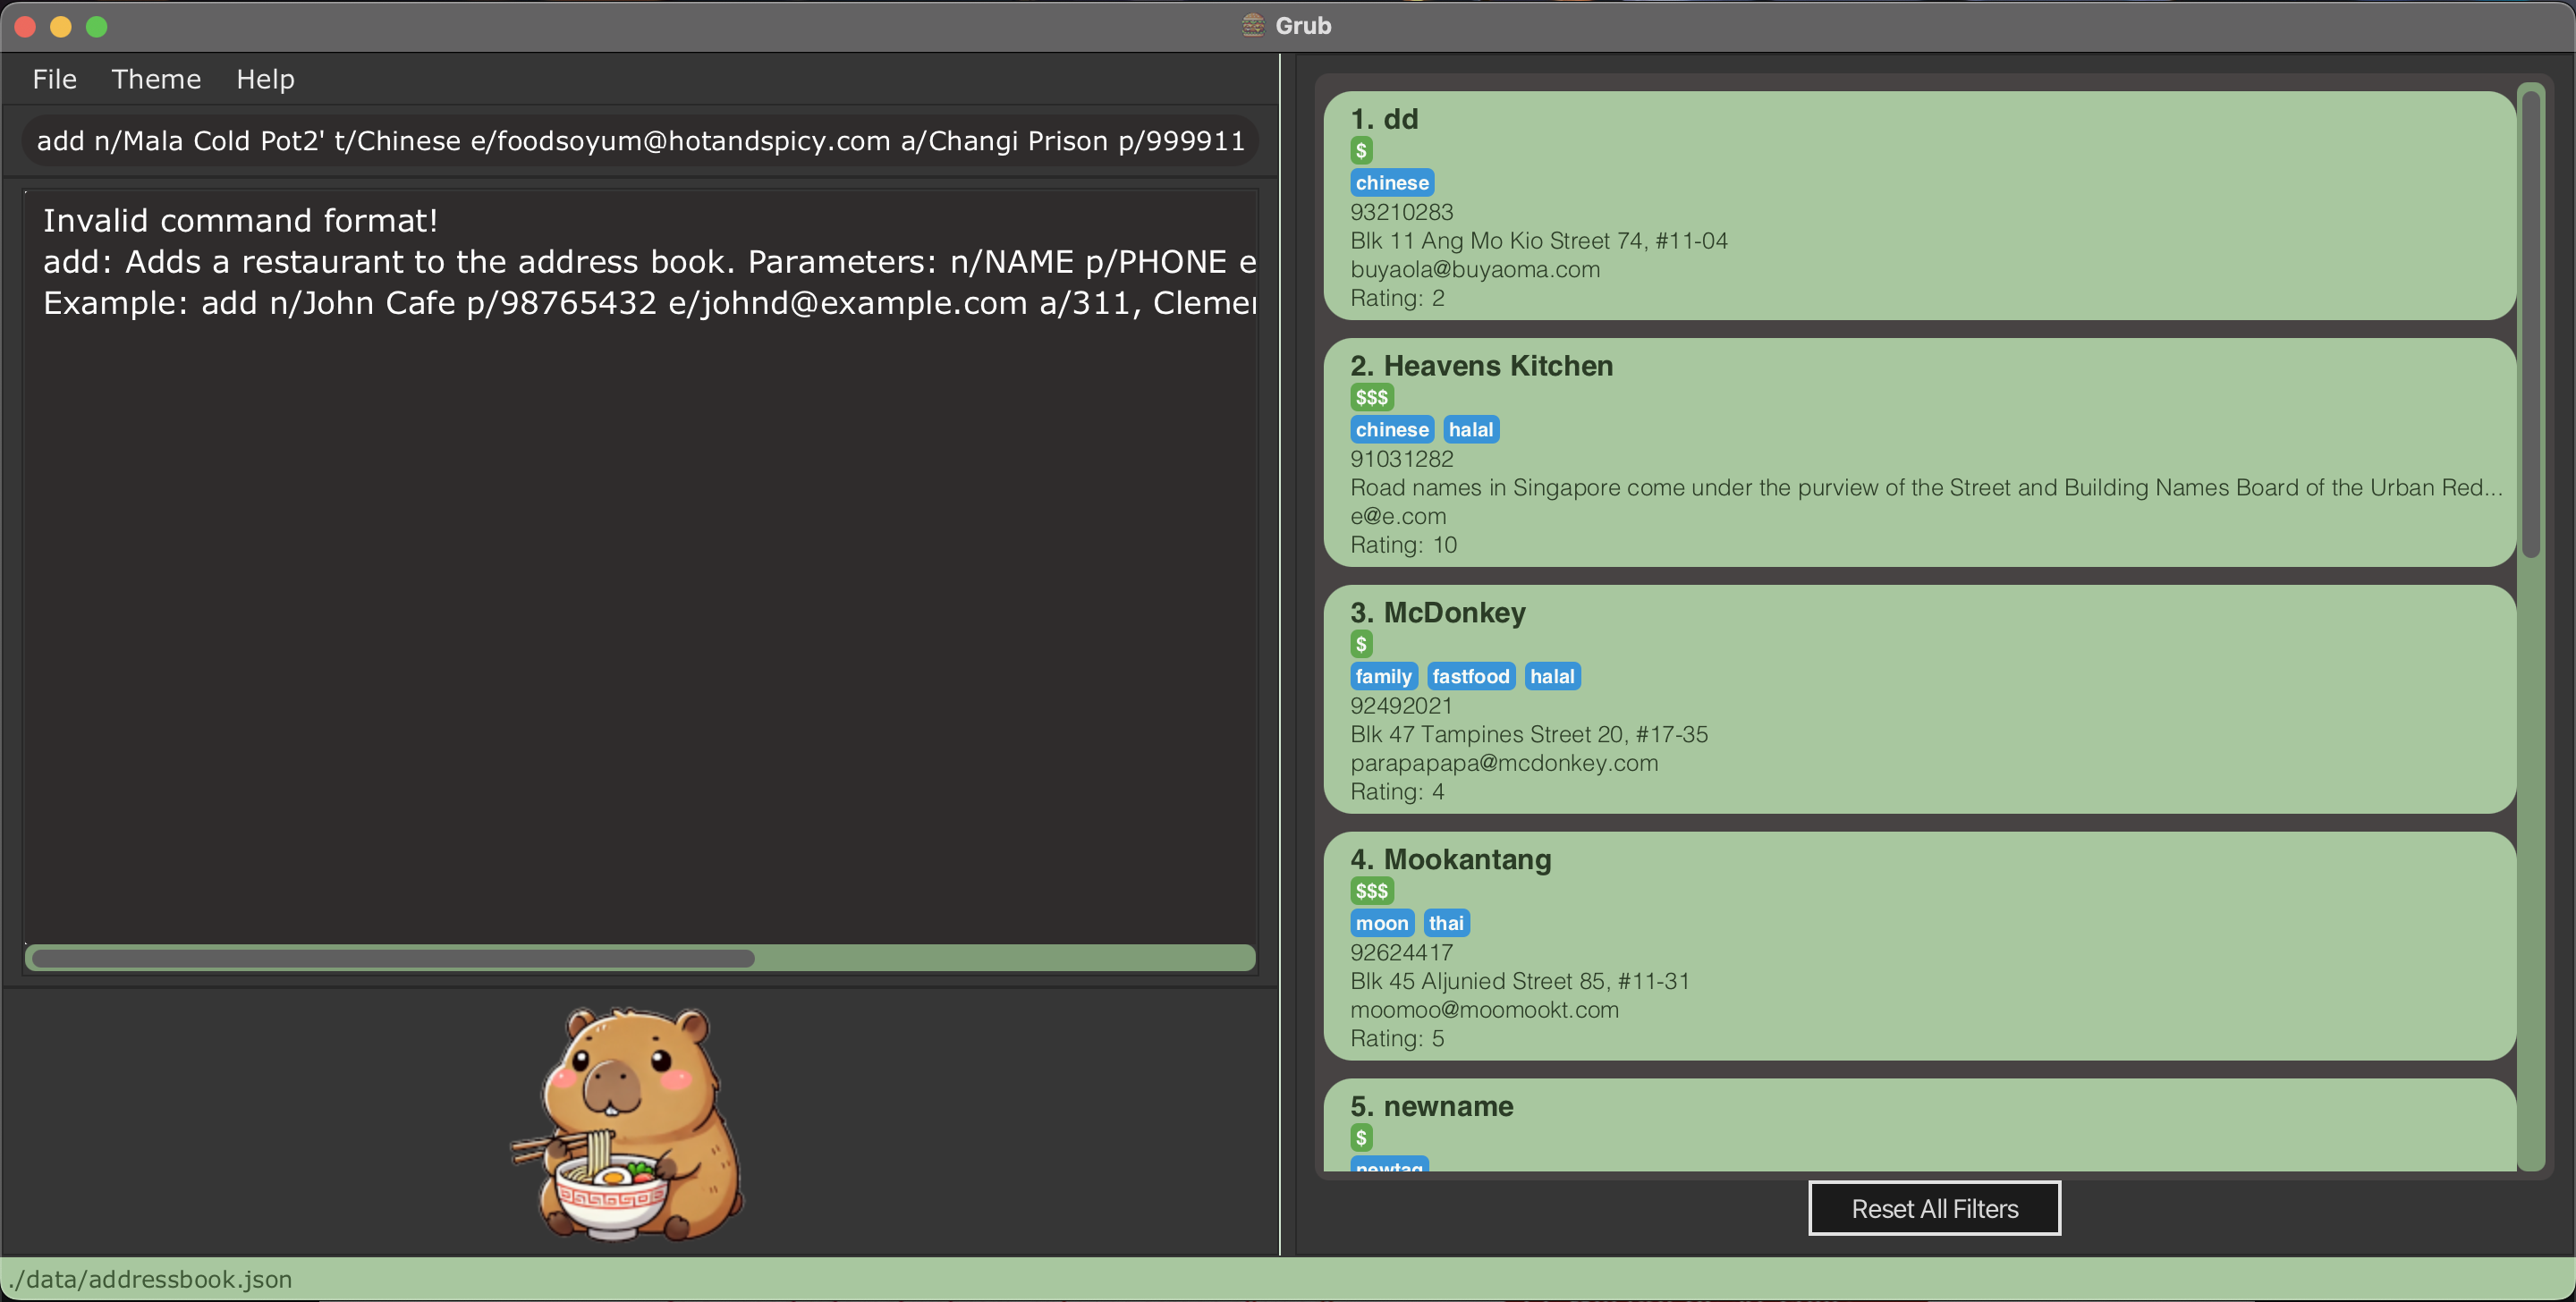 Grub
File Theme Help
add n/Mala Cold Pot2' t/Chinese e/foodsoyum@hotandspicy.com a/Changi Prison p/999911
Invalid command format!
add: Adds a restaurant to the address book. Parameters: n/NAME p/PHONE e
Example: add n/John Cafe p/98765432 e/johnd@example.com a/311, Clemen
1. dd
$
chinese
93210283
Blk 11 Ang Mo Kio Street 74, #11-04
buyaola@buyaoma.com
Rating: 2
2. Heavens Kitchen
$$$
chinese halal
91031282
Road names in Singapore come under the purview of the Street and Building Names Board of the Urban Red...
e@e.com
Rating: 10
3. McDonkey
$
family fastfood halal
92492021
Blk 47 Tampines Street 20, #17-35
parapapapa@mcdonkey.com
Rating: 4
4. Mookantang
$$$
moon thai
92624417
Blk 45 Aljunied Street 85, #11-31
moomoo@moomookt.com
Rating: 5
5. newname
$
newtag
Reset All Filters
./data/addressbook.json